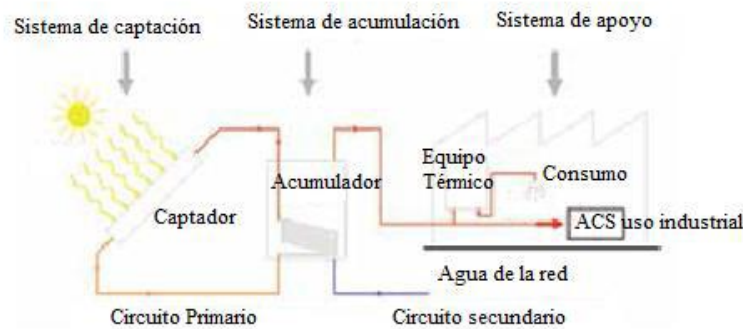 Sistema de captación
Sistema de acumulación
Sistema de apoyo
Equipo
Térmico
Consumo
Acumulador
Captador
ACS uso industrial
Agua de la red
Circuito Primario
Circuito secundario